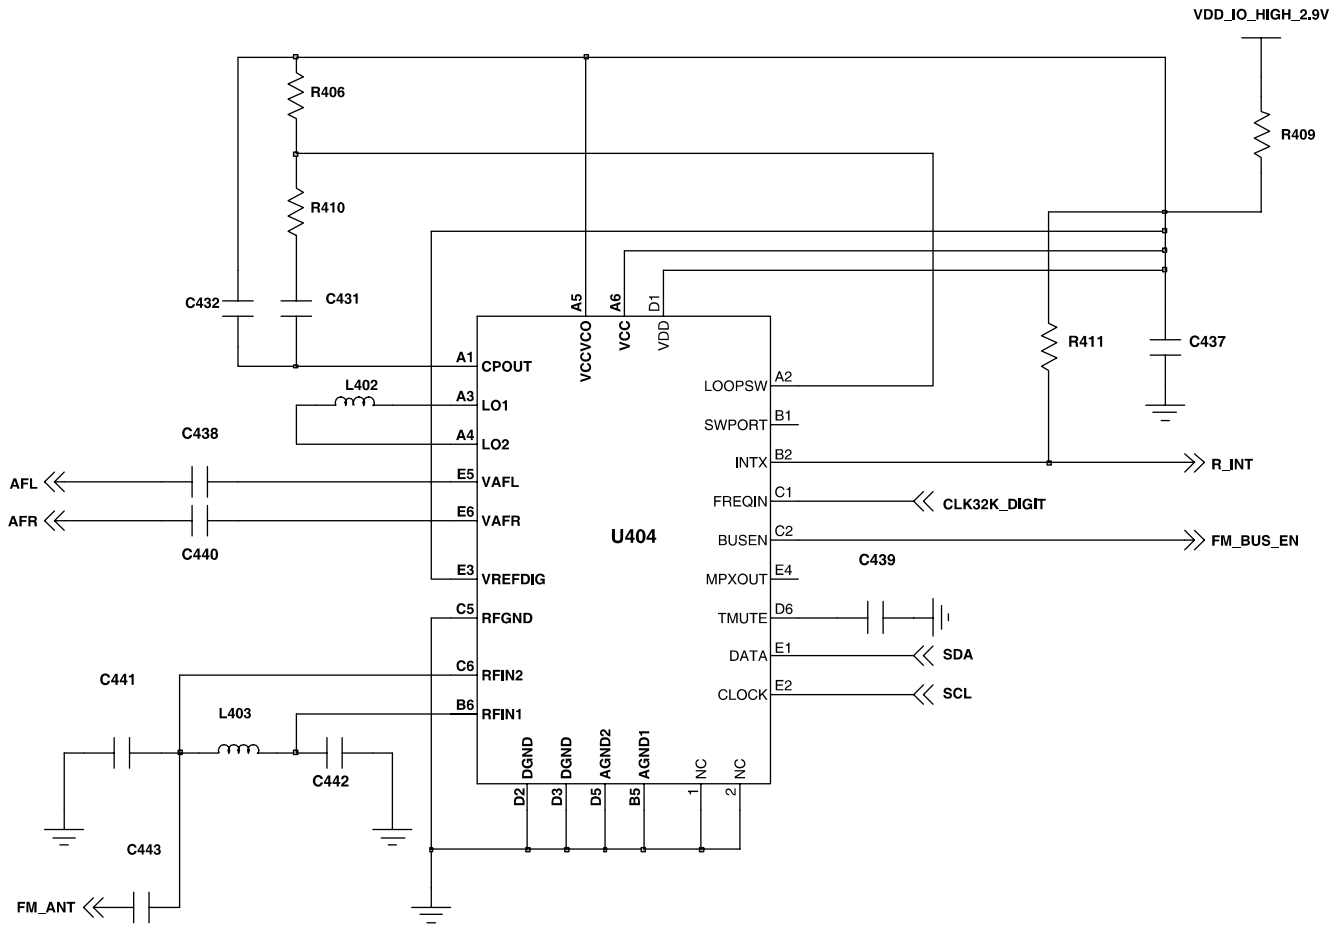 VDD_IO_HIGH_2.9V
R406
R409
R410
C432
C431
A5
A6
D1
VCCVCO
VCC
VDD
R411
C437
A1
CPOUT
L402
A2
LOOPSW
A3
LO1
B1
SWPORT
C438
A4
LO2
B2
INTX
R_INT
AFL
E5
VAFL
C1
FREQIN
CLK32K_DIGIT
AFR
E6
VAFR
U404
C2
BUSEN
FM_BUS_EN
C440
C439
E3
VREFDIG
E4
MPXOUT
C5
RFGND
D6
TMUTE
E1
DATA
SDA
C441
C6
RFIN2
E2
CLOCK
SCL
L403
B6
RFIN1
C442
DGND
DGND
AGND2
AGND1
NC
NC
D2
D3
D5
B5
1
2
C443
FM_ANT